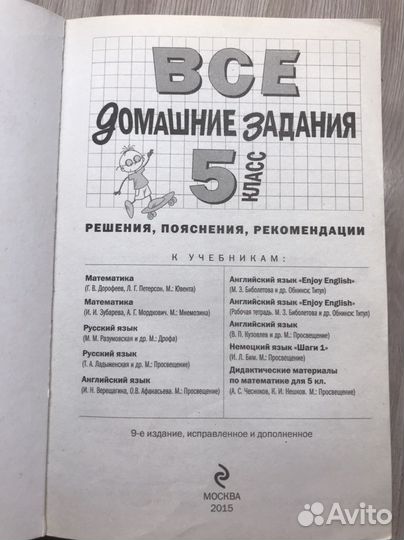 ВСЕ
ДОМАШНИЕ ЗАДАНИЯ
5 КЛАСС
РЕШЕНИЯ, ПОЯСНЕНИЯ, РЕКОМЕНДАЦИИ
К УЧЕБНИКАМ:
Математика
(Г. В. Дорофеев, Л. Г. Петерсон. М.: Ювента)
Математика
(И. И. Зубарева, А. Г. Мордкович. М.: Мнемозина)
Русский язык
(М. М. Разумовская и др. М.: Дрофа)
Русский язык
(Т. А. Ладыженская и др. М.: Просвещение)
Английский язык
(И. Н. Верещагина, О.В. Афанасьева. М.: Просвещение)
Английский язык «Enjoy English»
(М. З. Биболетова и др. Обнинск: Титул)
Английский язык «Enjoy English»
(Рабочая тетрадь. М. З. Биболетова и др. Обнинск: Титул)
Английский язык
(В. П. Кузовлев и др. М.: Просвещение)
Немецкий язык «Шаги 1»
(И. Л. Бим. М.: Просвещение)
Дидактические материалы
по математике для 5 кл.
(А. С. Чесноков, К. И. Нешков. М.: Просвещение)
9-е издание, исправленное и дополненное
МОСКВА
2015
Avito